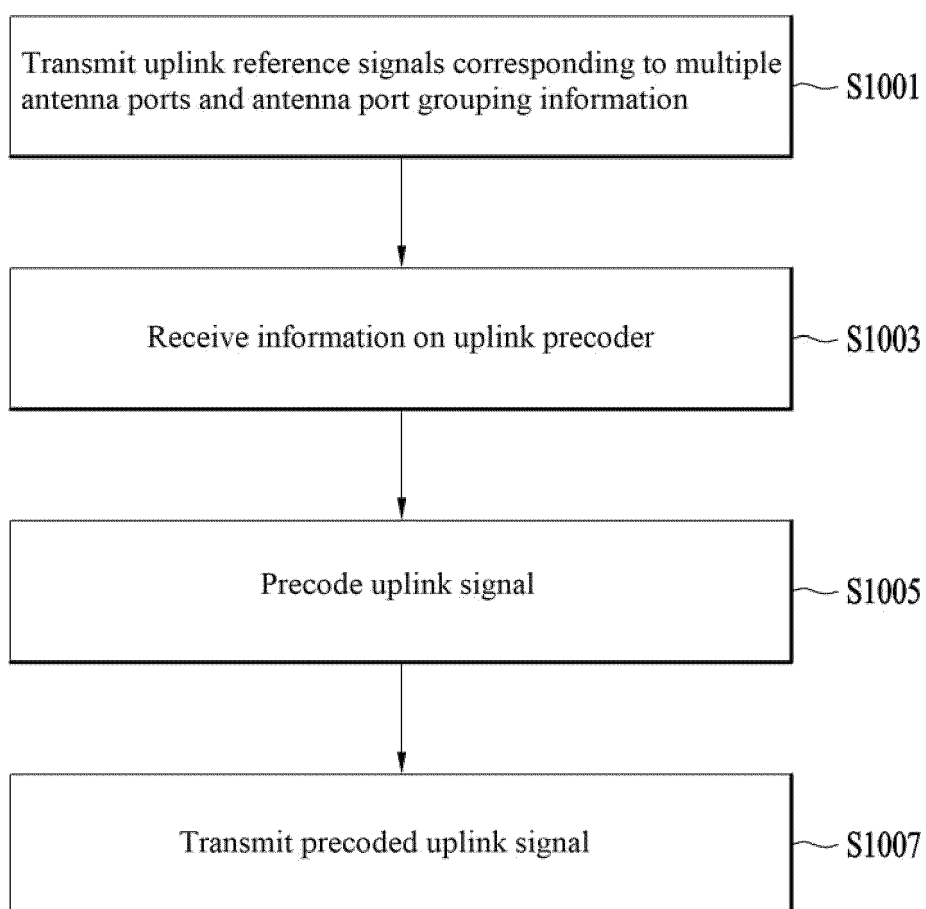 Transmit uplink reference signals corresponding to multiple
antenna ports and antenna port grouping information
S1001
Receive information on uplink precoder
S1003
Precode uplink signal
S1005
Transmit precoded uplink signal
S1007